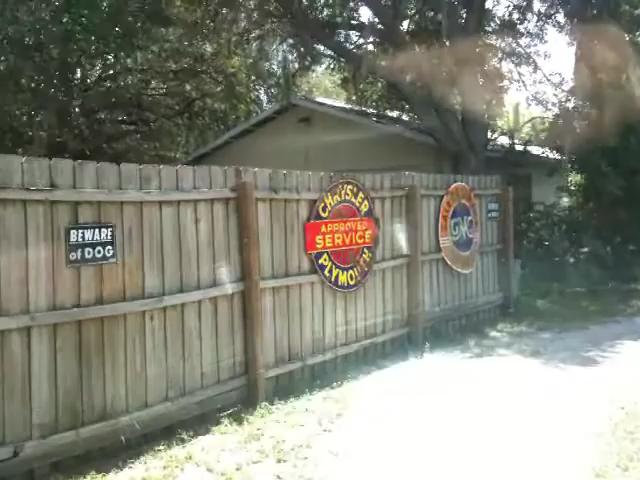 BEWARE
of DOG
CHRYSLER
APPROVED
SERVICE
PLYMOUTH
GMC